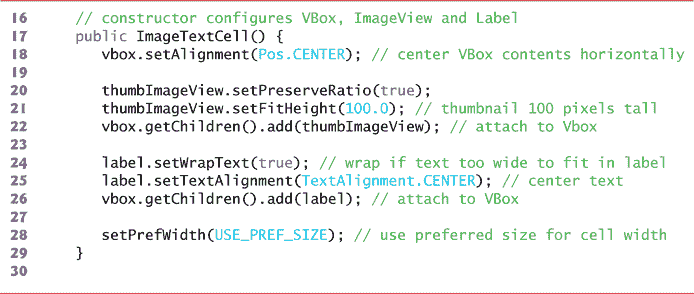 16 // constructor configures VBox, ImageView and Label
17 public ImageTextCell() {
18 vbox.setAlignment(Pos.CENTER); // center VBox contents horizontally
19
20 thumbImageView.setPreserveRatio(true);
21 thumbImageView.setFitHeight(100.0); // thumbnail 100 pixels tall
22 vbox.getChildren().add(thumbImageView); // attach to Vbox
23
24 label.setWrapText(true); // wrap if text too wide to fit in label
25 label.setTextAlignment(TextAlignment.CENTER); // center text
26 vbox.getChildren().add(label); // attach to VBox
27
28 setPrefWidth(USE_PREF_SIZE); // use preferred size for cell width
29 }
30